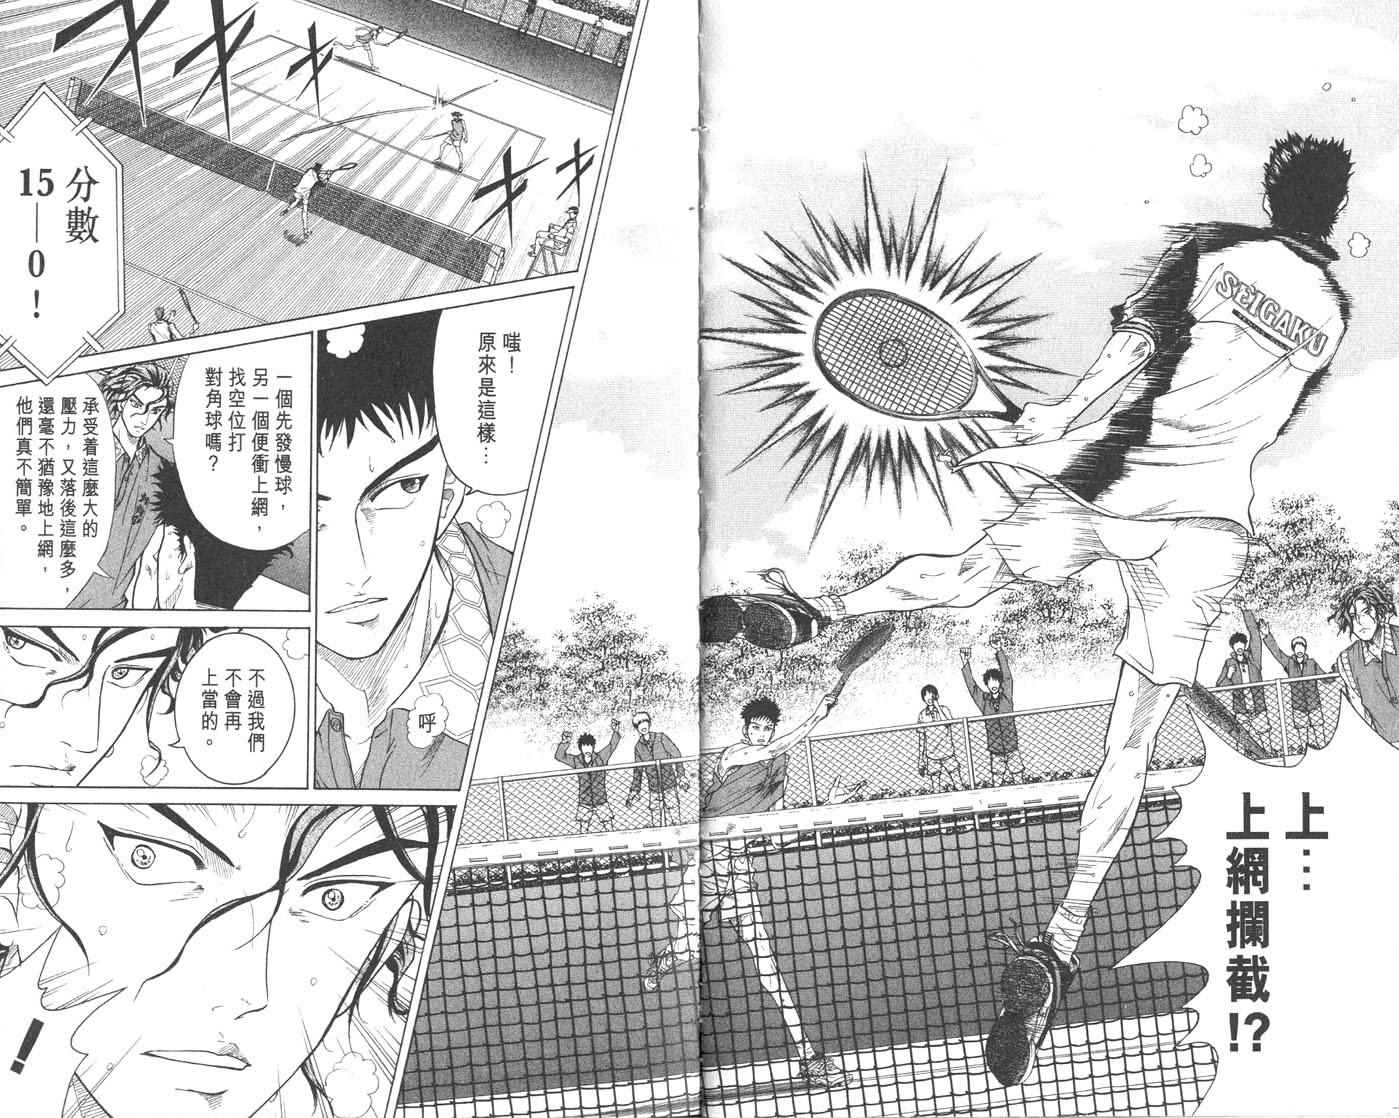 上…
上網攔截!?
SEIGAKU
分數
15—0！
嗤！
原來是這樣…
一個先發慢球，
另一個便衝上網，
找空位打
對角球嗎？
承受着這麼大的
壓力，又落後這麼多，
還毫不猶豫地上網，
他們真不簡單。
呼
不過我們
不會再
上當的。
！